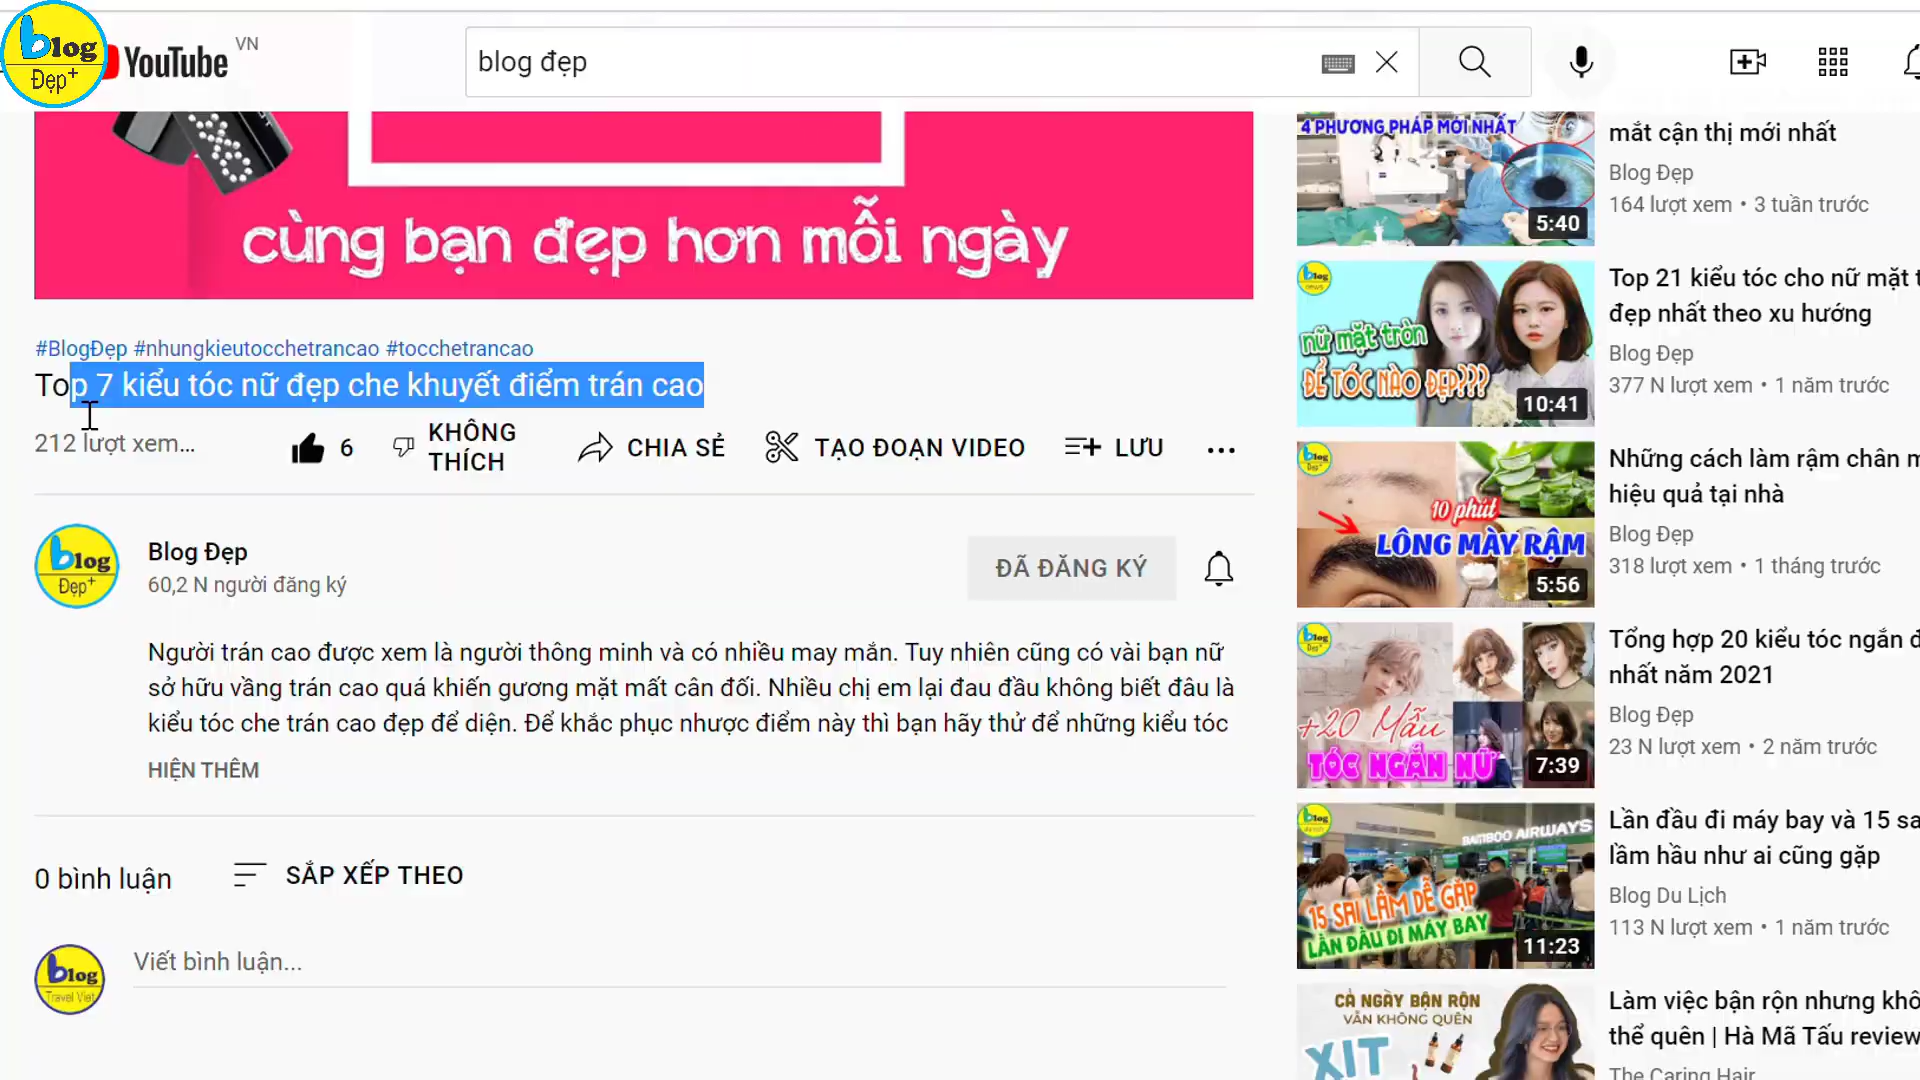 blog
Đẹp+
YouTube VN
blog đẹp
cùng bạn đẹp hơn mỗi ngày
#BlogĐẹp #nhungkieutocchetrancao #tocchetrancao
Top 7 kiểu tóc nữ đẹp che khuyết điểm trán cao
212 lượt xem...
6
KHÔNG
THÍCH
CHIA SẺ
TẠO ĐOẠN VIDEO
LƯU
blog
Đẹp+
Blog Đẹp
60,2 N người đăng ký
ĐÃ ĐĂNG KÝ
Người trán cao được xem là người thông minh và có nhiều may mắn. Tuy nhiên cũng có vài bạn nữ
sở hữu vầng trán cao quá khiến gương mặt mất cân đối. Nhiều chị em lại đau đầu không biết đâu là
kiểu tóc che trán cao đẹp để diện. Để khắc phục nhược điểm này thì bạn hãy thử để những kiểu tóc
HIỆN THÊM
0 bình luận
SẮP XẾP THEO
blog
Travel Viet
Viết bình luận...
4 PHƯƠNG PHÁP MỚI NHẤT
5:40
mắt cận thị mới nhất
Blog Đẹp
164 lượt xem • 3 tuần trước
blog
nữ mặt tròn
ĐỂ TÓC NÀO ĐẸP???
10:41
Top 21 kiểu tóc cho nữ mặt t
đẹp nhất theo xu hướng
Blog Đẹp
377 N lượt xem • 1 năm trước
blog
Đẹp+
10 phút
LÔNG MÀY RẬM
5:56
Những cách làm rậm chân m
hiệu quả tại nhà
Blog Đẹp
318 lượt xem • 1 tháng trước
blog
Đẹp+
+20 Mẫu
TÓC NGẮN NỮ
7:39
Tổng hợp 20 kiểu tóc ngắn đ
nhất năm 2021
Blog Đẹp
23 N lượt xem • 2 năm trước
blog
BAMBOO AIRWAYS
15 SAI LẦM DỄ GẶP
LẦN ĐẦU ĐI MÁY BAY
11:23
Lần đầu đi máy bay và 15 sa
lầm hầu như ai cũng gặp
Blog Du Lịch
113 N lượt xem • 1 năm trước
CẢ NGÀY BẬN RỘN
VẪN KHÔNG QUÊN
XỊT
Làm việc bận rộn nhưng khô
thể quên | Hà Mã Tấu review
The Caring Hair